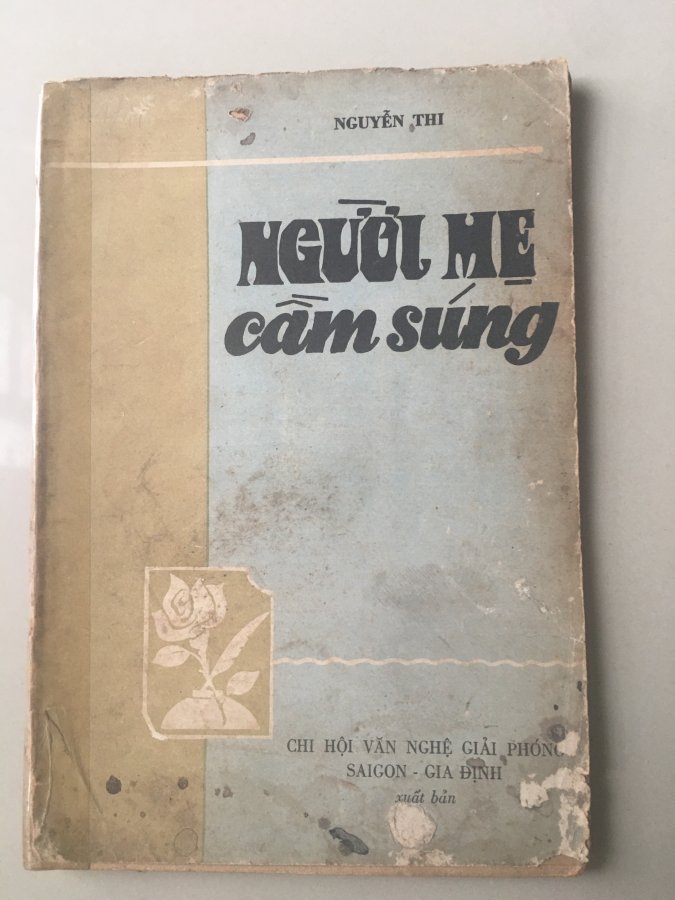 NGUYỄN THI
NGƯỜI MẸ
cầm súng
CHI HỘI VĂN NGHỆ GIẢI PHÓNG
SAIGON - GIA ĐỊNH
xuất bản